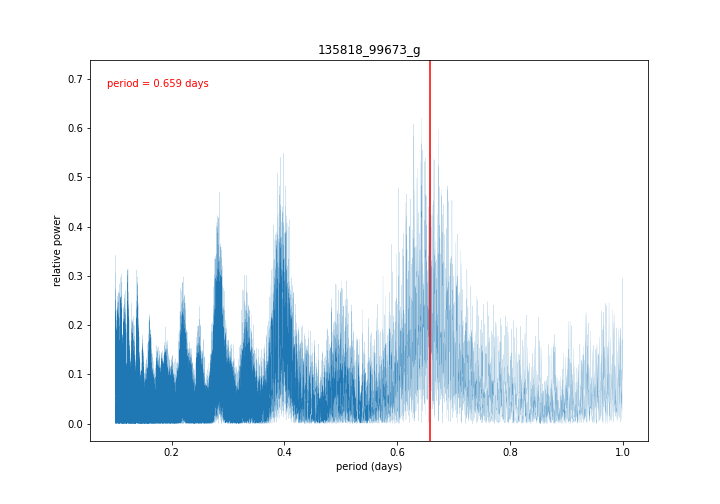 135818_99673_g
period = 0.659 days
relative power
0.7
0.6
0.5
0.4
0.3
0.2
0.1
0.0
0.2 0.4 0.6 0.8 1.0
period (days)